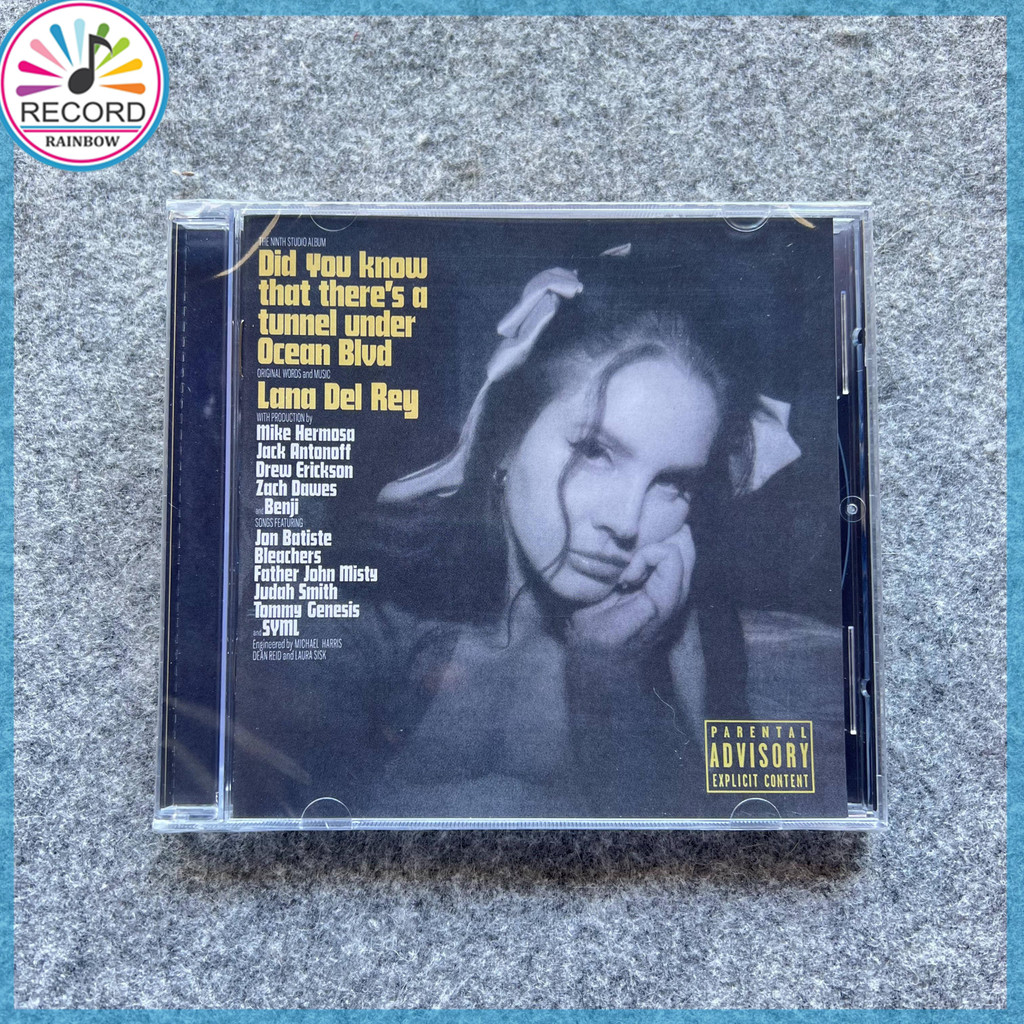 RECORD
RAINBOW
THE NINTH STUDIO ALBUM
Did you know
that there's a
tunnel under
Ocean Blvd
ORIGINAL WORDS and MUSIC
Lana Del Rey
WITH PRODUCTION by
Mike Hermosa
Jack Antonoff
Drew Erickson
Zach Dawes
and Benji
SONGS FEATURING
Jon Batiste
Bleachers
Father John Misty
Judah Smith
Tommy Genesis
and SYML
Engineered by MICHAEL HARRIS
DEAN REID and LAURA SISK
PARENTAL
ADVISORY
EXPLICIT CONTENT